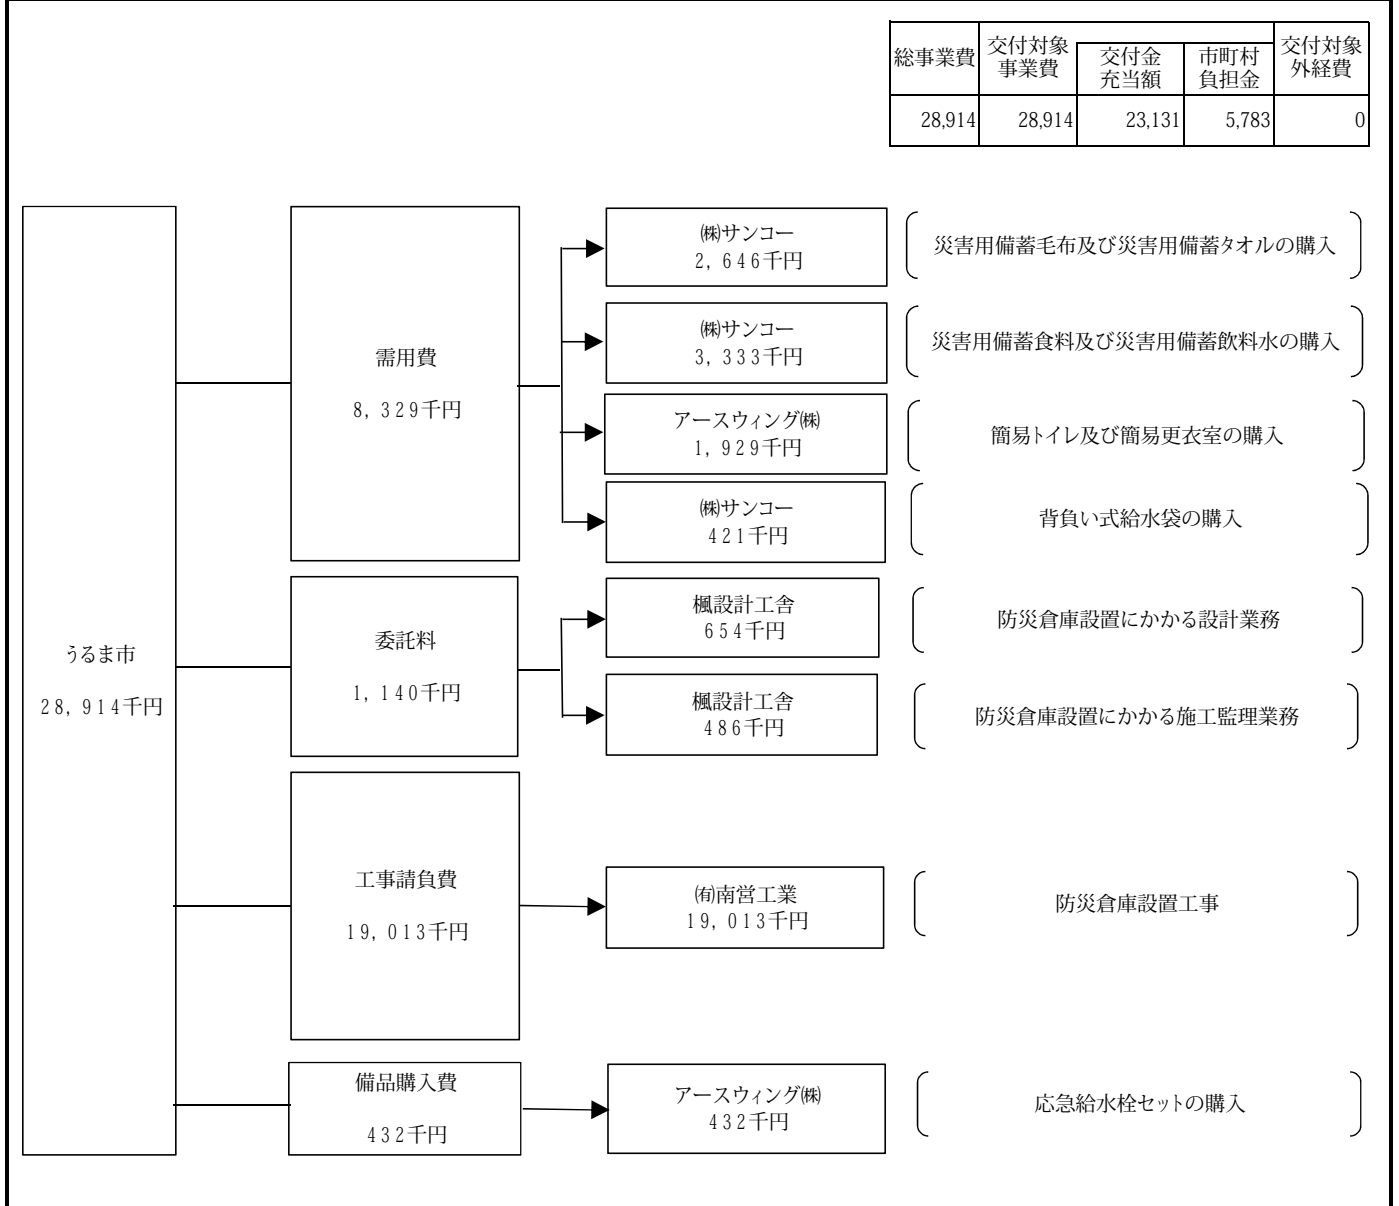 総事業費
交付対象
事業費
交付金
充当額
市町村
負担金
交付対象
外経費
28,914
28,914
23,131
5,783
0
うるま市
28,914千円
需用費
8,329千円
㈱サンコー
2,646千円
災害用備蓄毛布及び災害用備蓄タオルの購入
㈱サンコー
3,333千円
災害用備蓄食料及び災害用備蓄飲料水の購入
アースウィング㈱
1,929千円
簡易トイレ及び簡易更衣室の購入
㈱サンコー
421千円
背負い式給水袋の購入
委託料
1,140千円
楓設計工舎
654千円
防災倉庫設置にかかる設計業務
楓設計工舎
486千円
防災倉庫設置にかかる施工監理業務
工事請負費
19,013千円
㈲南営工業
19,013千円
防災倉庫設置工事
備品購入費
432千円
アースウィング㈱
432千円
応急給水栓セットの購入